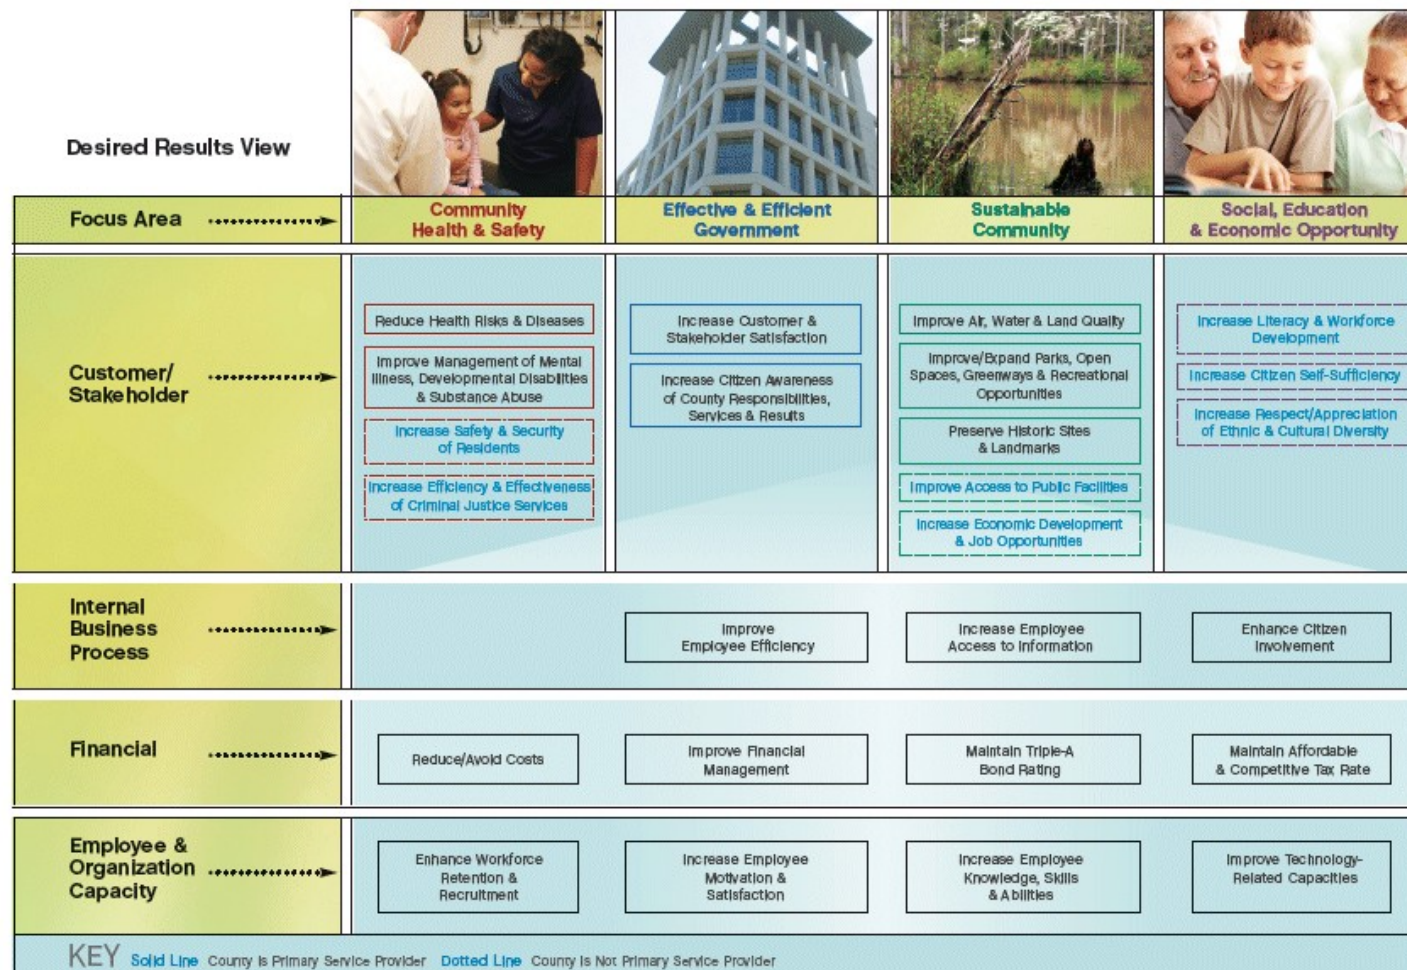 Desired Results View
Focus Area
Community
Health & Safety
Effective & Efficient
Government
Sustainable
Community
Social, Education
& Economic Opportunity
Customer/
Stakeholder
Reduce Health Risks & Diseases
Improve Management of Mental
Illness, Developmental Disabilities
& Substance Abuse
Increase Safety & Security
of Residents
Increase Efficiency & Effectiveness
of Criminal Justice Services
Increase Customer &
Stakeholder Satisfaction
Increase Citizen Awareness
of County Responsibilities,
Services & Results
Improve Air, Water & Land Quality
Improve/Expand Parks, Open
Spaces, Greenways & Recreational
Opportunities
Preserve Historic Sites
& Landmarks
Improve Access to Public Facilities
Increase Economic Development
& Job Opportunities
Increase Literacy & Workforce
Development
Increase Citizen Self-Sufficiency
Increase Respect/Appreciation
of Ethnic & Cultural Diversity
Internal
Business
Process
Improve
Employee Efficiency
Increase Employee
Access to Information
Enhance Citizen
Involvement
Financial
Reduce/Avoid Costs
Improve Financial
Management
Maintain Triple-A
Bond Rating
Maintain Affordable
& Competitive Tax Rate
Employee &
Organization
Capacity
Enhance Workforce
Retention &
Recruitment
Increase Employee
Motivation &
Satisfaction
Increase Employee
Knowledge, Skills
& Abilities
Improve Technology-
Related Capacities
KEY Solid Line County Is Primary Service Provider Dotted Line County Is Not Primary Service Provider